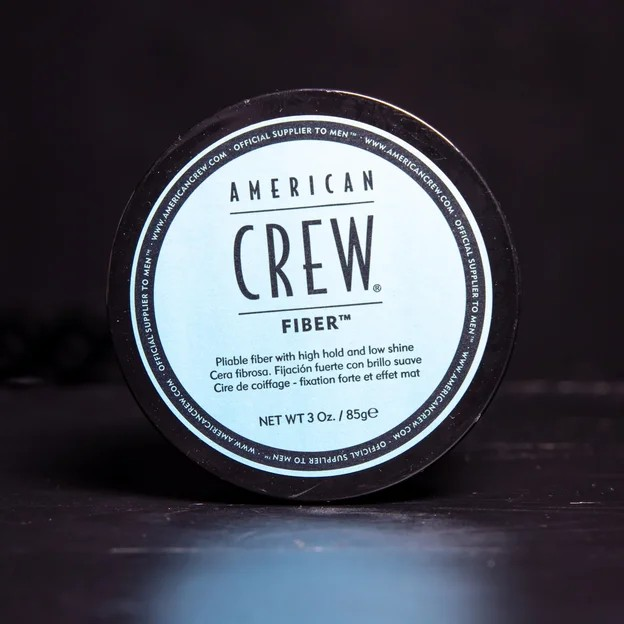 AMERICAN
CREW®
FIBER™
Pliable fiber with high hold and low shine
Cera fibrosa. Fijación fuerte con brillo suave
Cire de coiffage - fixation forte et effet mat
NET WT 3 Oz. / 85g℮
WWW.AMERICANCREW.COM · OFFICIAL SUPPLIER TO MEN™ · WWW.AMERICANCREW.COM · OFFICIAL SUPPLIER TO MEN™ · WWW.AMERICANCREW.COM · OFFICIAL SUPPLIER TO MEN™ · WWW.AMERICANCREW.COM · OFFICIAL SUPPLIER TO MEN™ ·